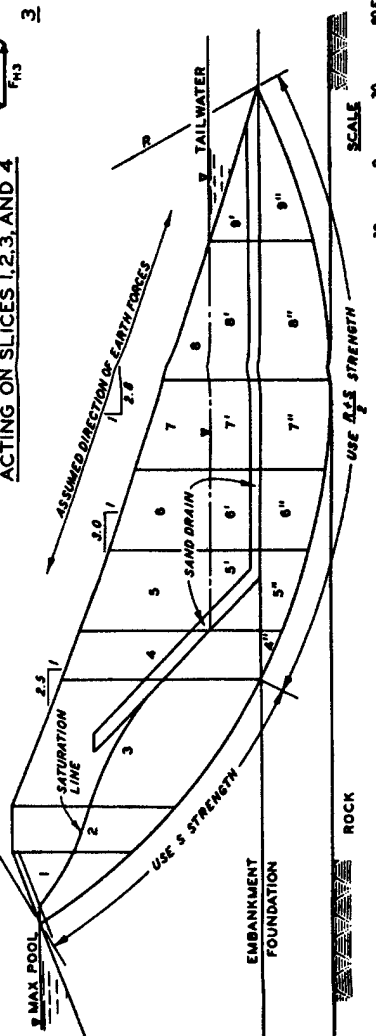 ACTING ON SLICES 1,2,3, AND 4
F H3
3
ASSUMED DIRECTION OF EARTH FORCES
1
2.8
3.0
1
2.5
1
SATURATION
LINE
MAX POOL
TAILWATER
SAND DRAIN
1
2
3
4
5
6
7
8
5'
6'
7'
8'
9'
4"
5"
6"
7"
8"
9"
USE S STRENGTH
USE R+S/2 STRENGTH
EMBANKMENT
FOUNDATION
ROCK
SCALE